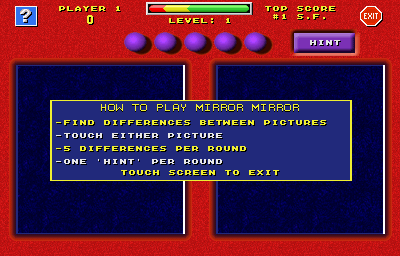 ?
PLAYER 1
0
LEVEL: 1
TOP SCORE
#1 S.F.
EXIT
HINT
HOW TO PLAY MIRROR MIRROR
-FIND DIFFERENCES BETWEEN PICTURES
-TOUCH EITHER PICTURE
-5 DIFFERENCES PER ROUND
-ONE 'HINT' PER ROUND
TOUCH SCREEN TO EXIT